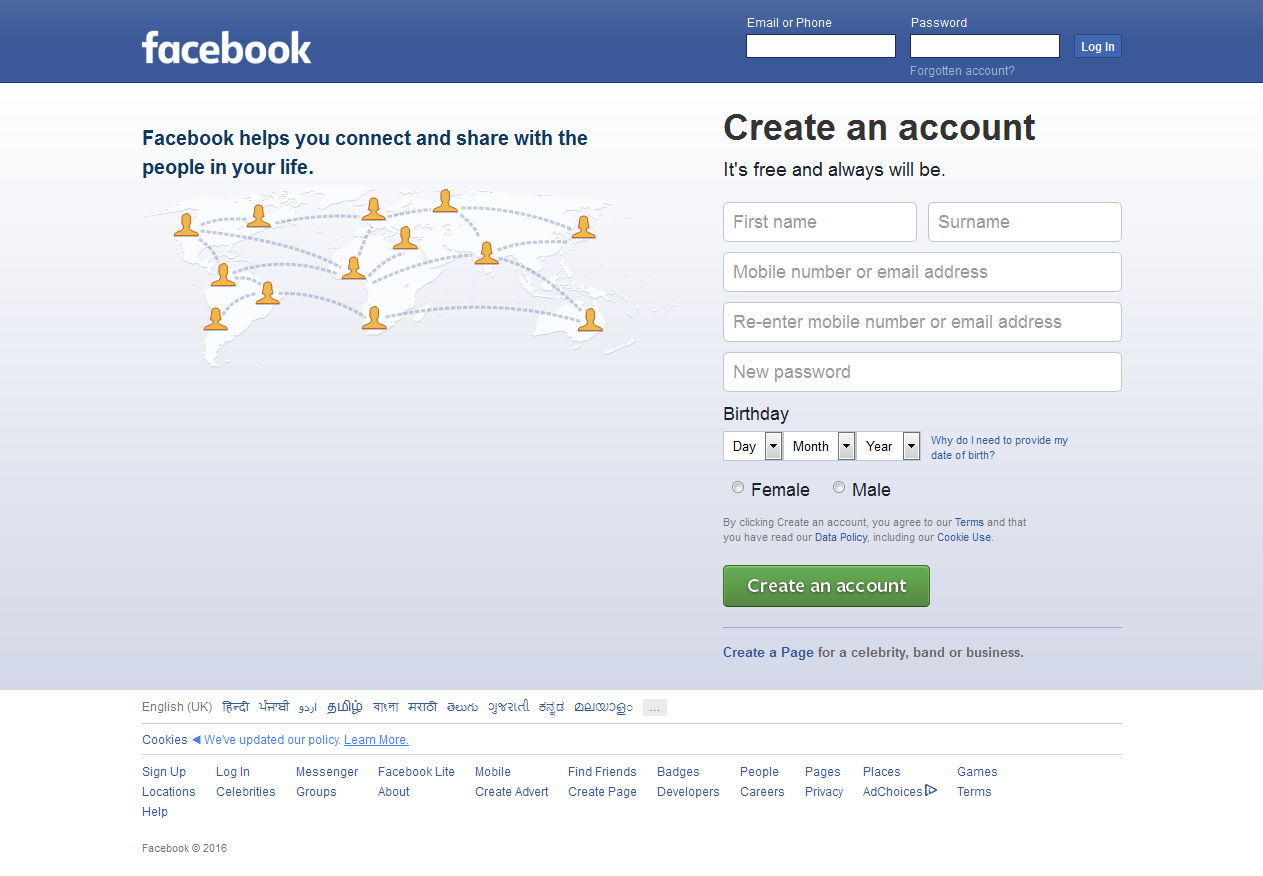 facebook
Email or Phone
Password
Log In
Forgotten account?
Facebook helps you connect and share with the
people in your life.
Create an account
It's free and always will be.
First name
Surname
Mobile number or email address
Re-enter mobile number or email address
New password
Birthday
Day
Month
Year
Why do I need to provide my
date of birth?
Female
Male
By clicking Create an account, you agree to our Terms and that
you have read our Data Policy, including our Cookie Use.
Create an account
Create a Page for a celebrity, band or business.
English (UK) हिन्दी ਪੰਜਾਬੀ اردو தமிழ் বাংলা मराठी తెలుగు ગુજરાતી ಕನ್ನಡ മലയാളം ...
Cookies ◀ We've updated our policy. Learn More.
Sign Up Log In Messenger Facebook Lite Mobile Find Friends Badges People Pages Places Games
Locations Celebrities Groups About Create Advert Create Page Developers Careers Privacy AdChoices Terms
Help
Facebook © 2016